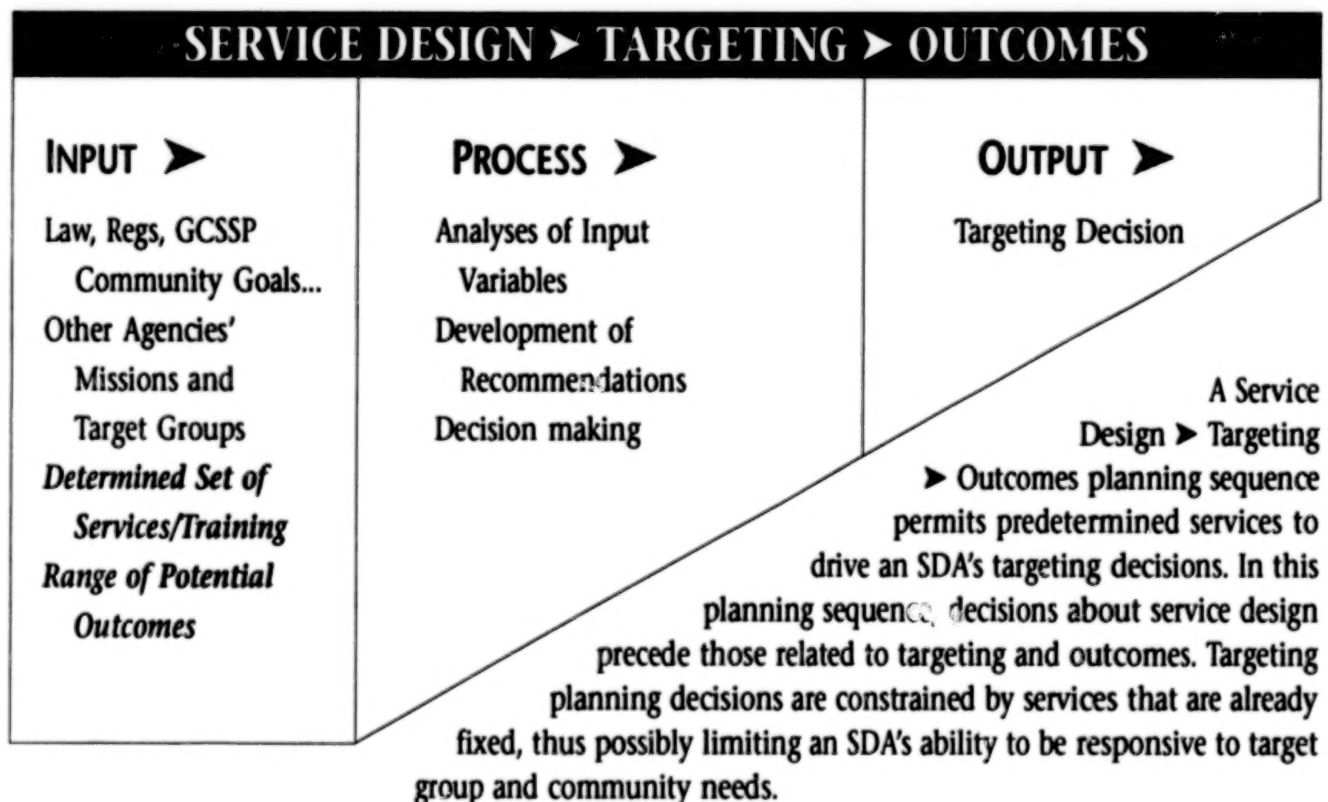 SERVICE DESIGN ➤ TARGETING ➤ OUTCOMES
INPUT ➤
Law, Regs, GCSSP
Community Goals...
Other Agencies'
Missions and
Target Groups
Determined Set of
Services/Training
Range of Potential
Outcomes
PROCESS ➤
Analyses of Input
Variables
Development of
Recommendations
Decision making
OUTPUT ➤
Targeting Decision
A Service
Design ➤ Targeting
➤ Outcomes planning sequence
permits predetermined services to
drive an SDA's targeting decisions. In this
planning sequence, decisions about service design
precede those related to targeting and outcomes. Targeting
planning decisions are constrained by services that are already
fixed, thus possibly limiting an SDA's ability to be responsive to target
group and community needs.